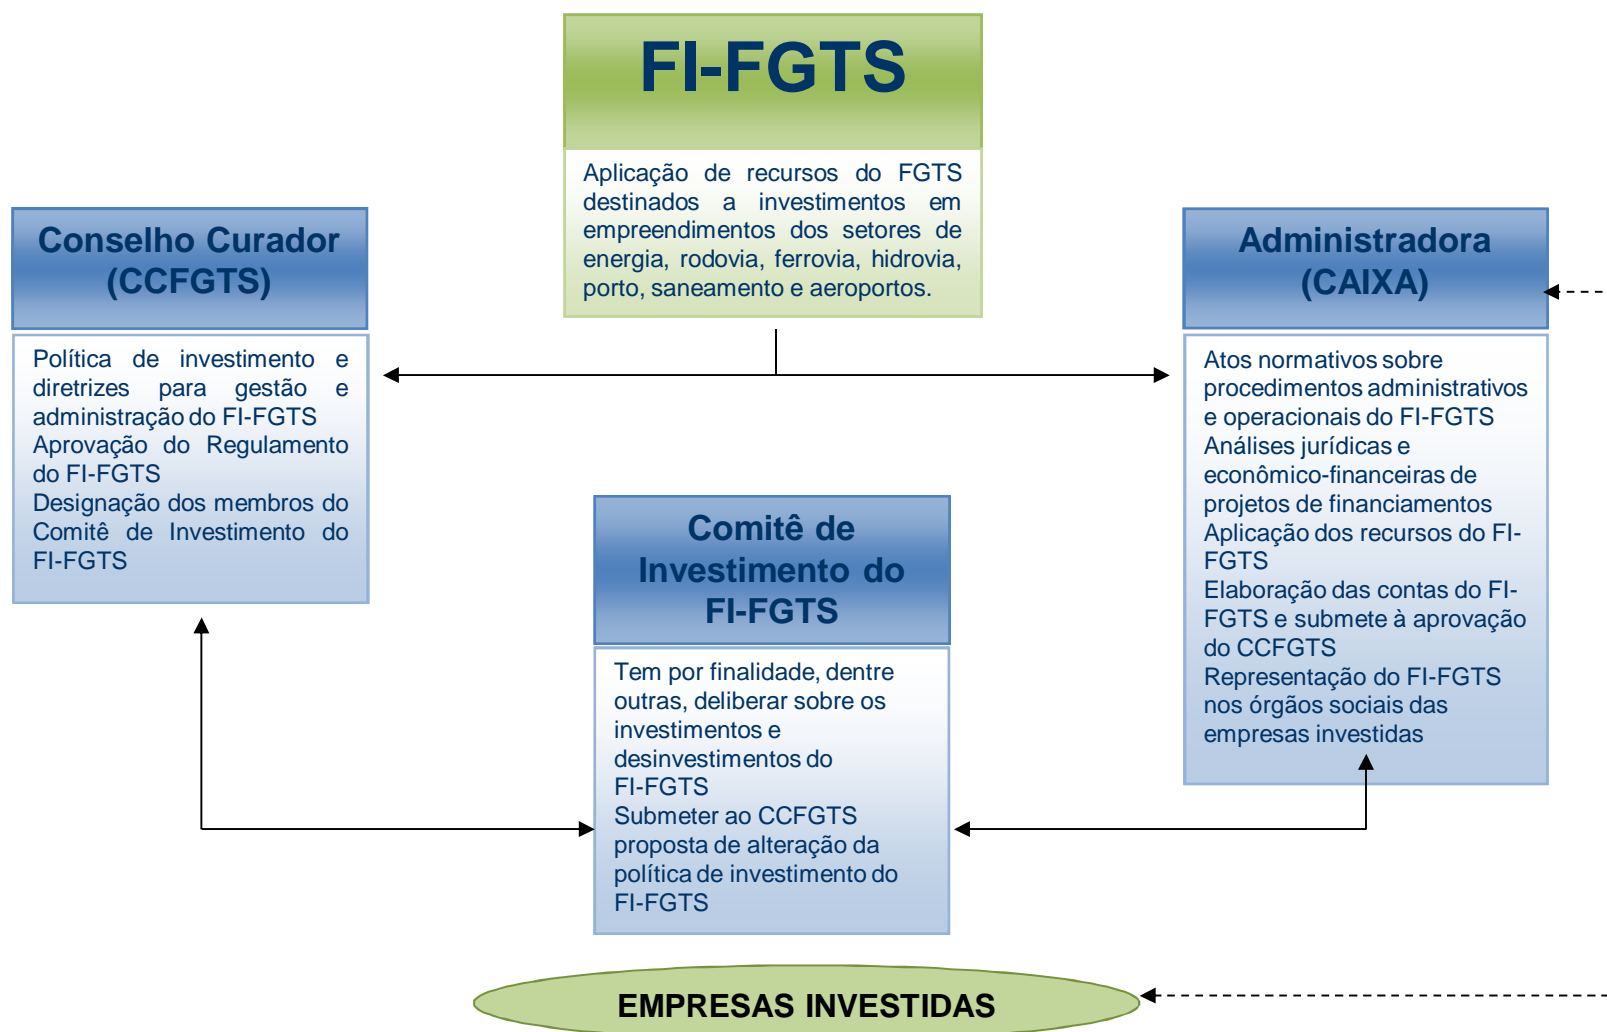 FI-FGTS
Aplicação de recursos do FGTS
destinados a investimentos em
empreendimentos dos setores de
energia, rodovia, ferrovia, hidrovia,
porto, saneamento e aeroportos.
Conselho Curador
(CCFGTS)
Política de investimento e
diretrizes para gestão e
administração do FI-FGTS
Aprovação do Regulamento
do FI-FGTS
Designação dos membros do
Comitê de Investimento do
FI-FGTS
Comitê de
Investimento do
FI-FGTS
Tem por finalidade, dentre
outras, deliberar sobre os
investimentos e
desinvestimentos do
FI-FGTS
Submeter ao CCFGTS
proposta de alteração da
política de investimento do
FI-FGTS
Administradora
(CAIXA)
Atos normativos sobre
procedimentos administrativos
e operacionais do FI-FGTS
Análises jurídicas e
econômico-financeiras de
projetos de financiamentos
Aplicação dos recursos do FI-
FGTS
Elaboração das contas do FI-
FGTS e submete à aprovação
do CCFGTS
Representação do FI-FGTS
nos órgãos sociais das
empresas investidas
EMPRESAS INVESTIDAS